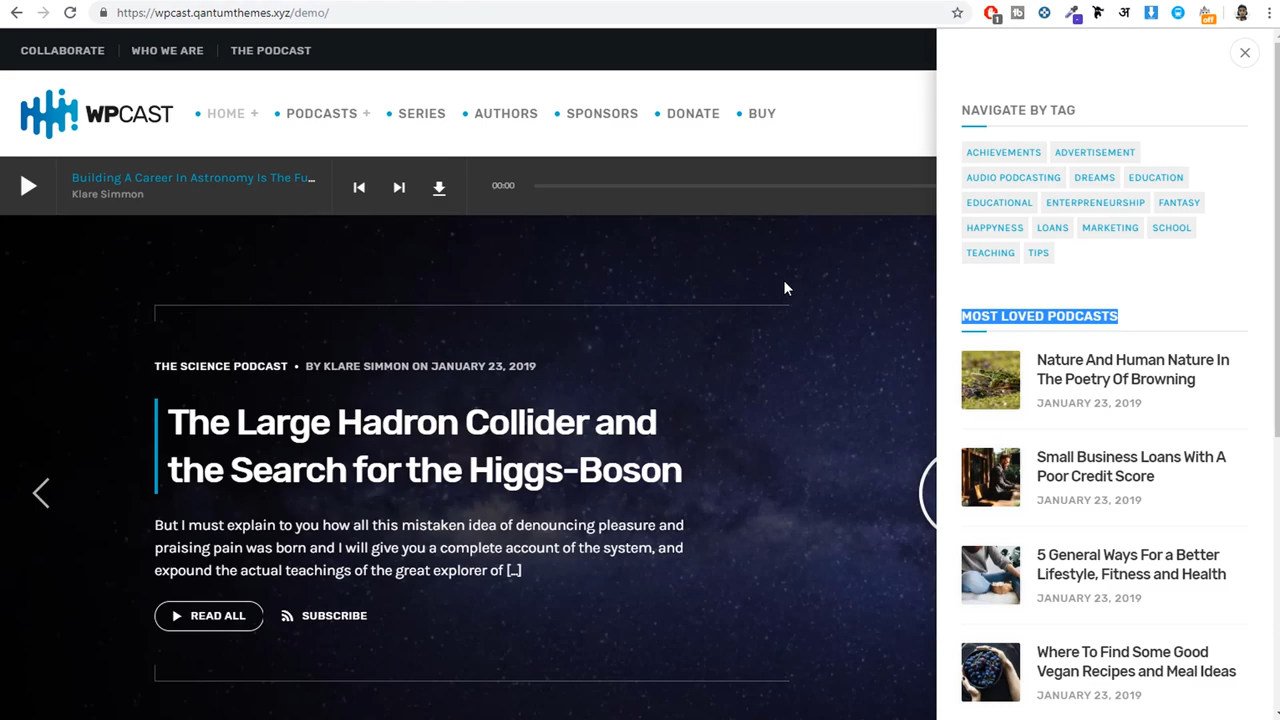 https://wpcast.qantumthemes.xyz/demo/
1
tb
अ
off
COLLABORATE WHO WE ARE THE PODCAST
WPCAST
HOME + PODCASTS + SERIES AUTHORS SPONSORS DONATE BUY
Building A Career In Astronomy Is The Fu...
Klare Simmon
00:00
THE SCIENCE PODCAST • BY KLARE SIMMON ON JANUARY 23, 2019
The Large Hadron Collider and
the Search for the Higgs-Boson
But I must explain to you how all this mistaken idea of denouncing pleasure and
praising pain was born and I will give you a complete account of the system, and
expound the actual teachings of the great explorer of [...]
READ ALL SUBSCRIBE
NAVIGATE BY TAG
ACHIEVEMENTS ADVERTISEMENT
AUDIO PODCASTING DREAMS EDUCATION
EDUCATIONAL ENTERPRENEURSHIP FANTASY
HAPPYNESS LOANS MARKETING SCHOOL
TEACHING TIPS
MOST LOVED PODCASTS
Nature And Human Nature In
The Poetry Of Browning
JANUARY 23, 2019
Small Business Loans With A
Poor Credit Score
JANUARY 23, 2019
5 General Ways For a Better
Lifestyle, Fitness and Health
JANUARY 23, 2019
Where To Find Some Good
Vegan Recipes and Meal Ideas
JANUARY 23, 2019